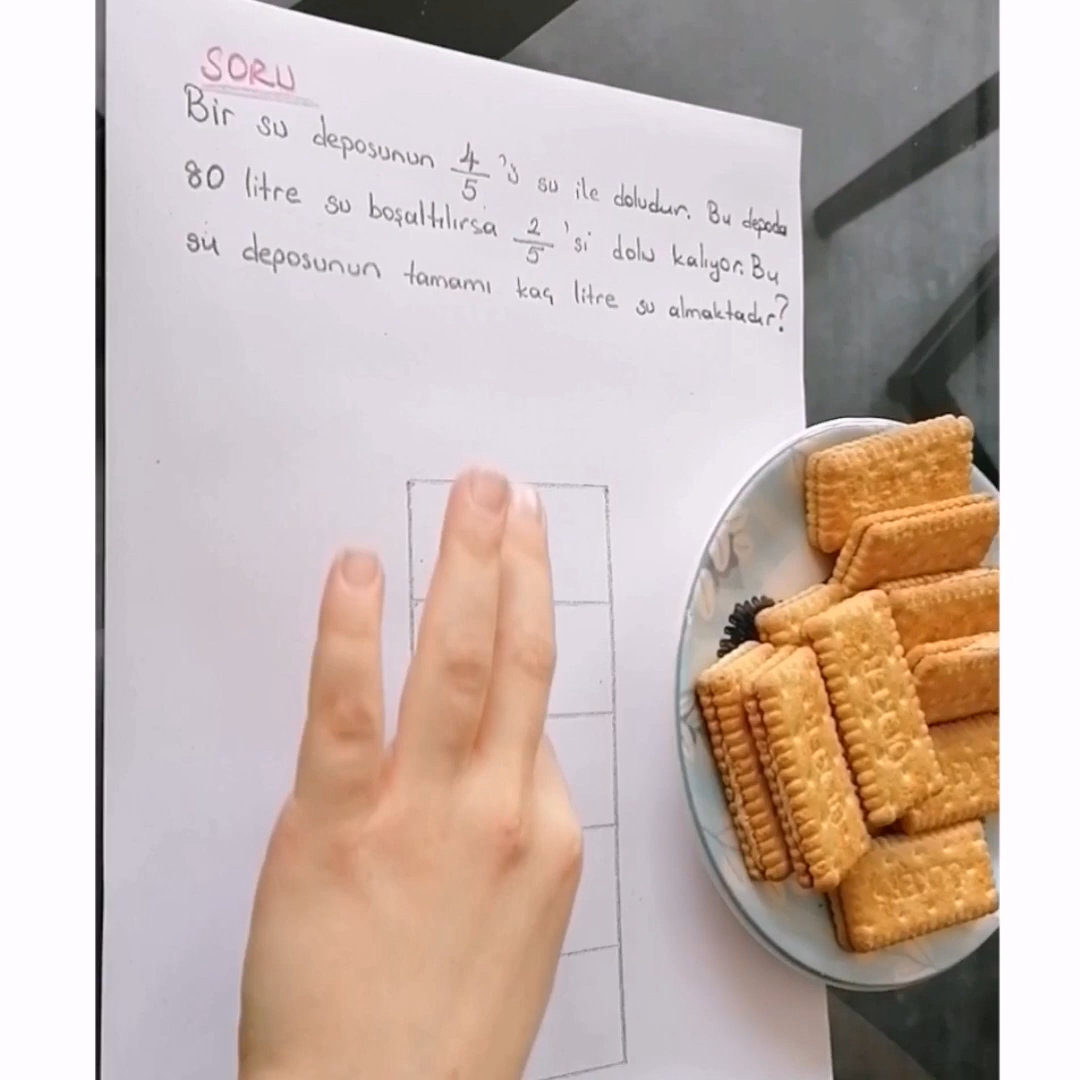 SORU
Bir su deposunun 4/5 'ü su ile doludur. Bu depoda
80 litre su boşaltılırsa 2/5 'si dolu kalıyor. Bu
su deposunun tamamı kaç litre su almaktadır?